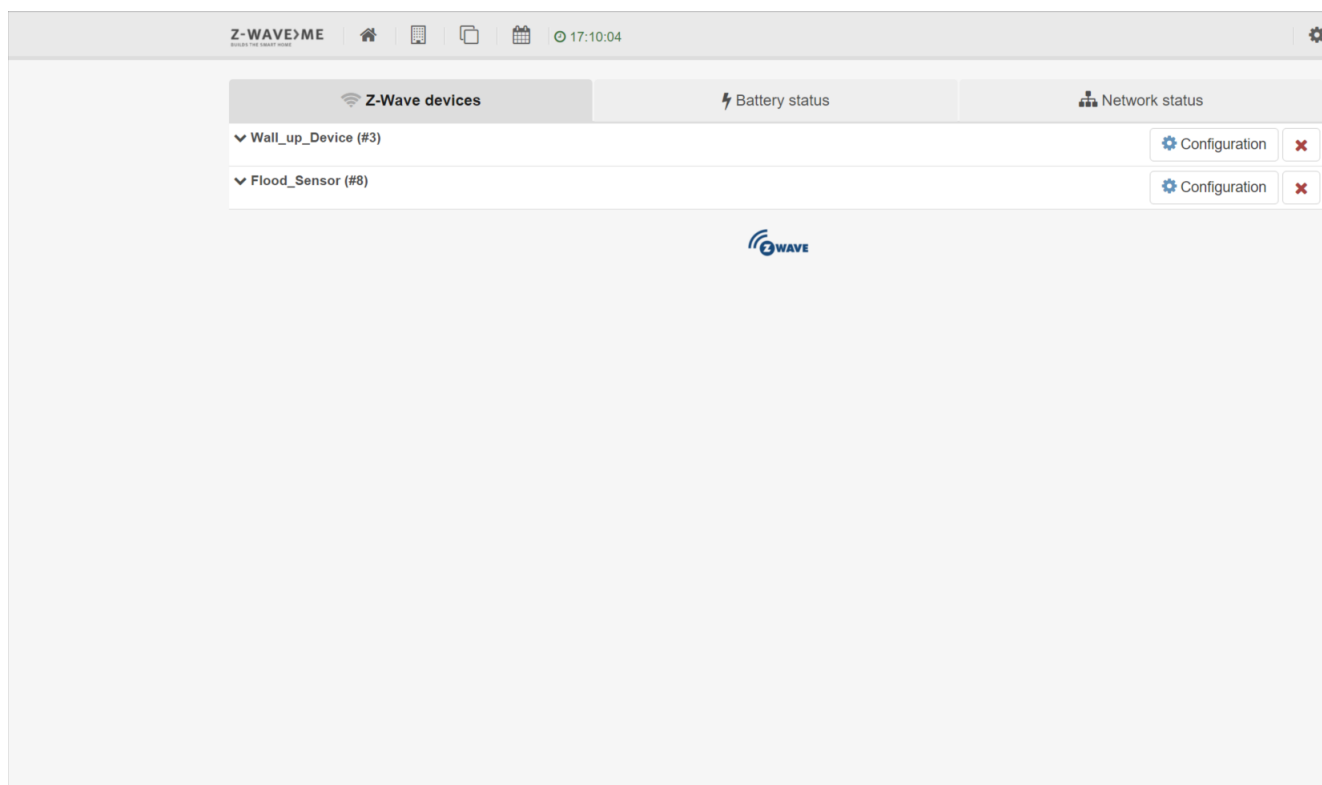 Z-WAVE>ME 17:10:04
BUILDS THE SMART HOME
Z-Wave devices Battery status Network status
Wall_up_Device (#3) Configuration
Flood_Sensor (#8) Configuration
Z WAVE